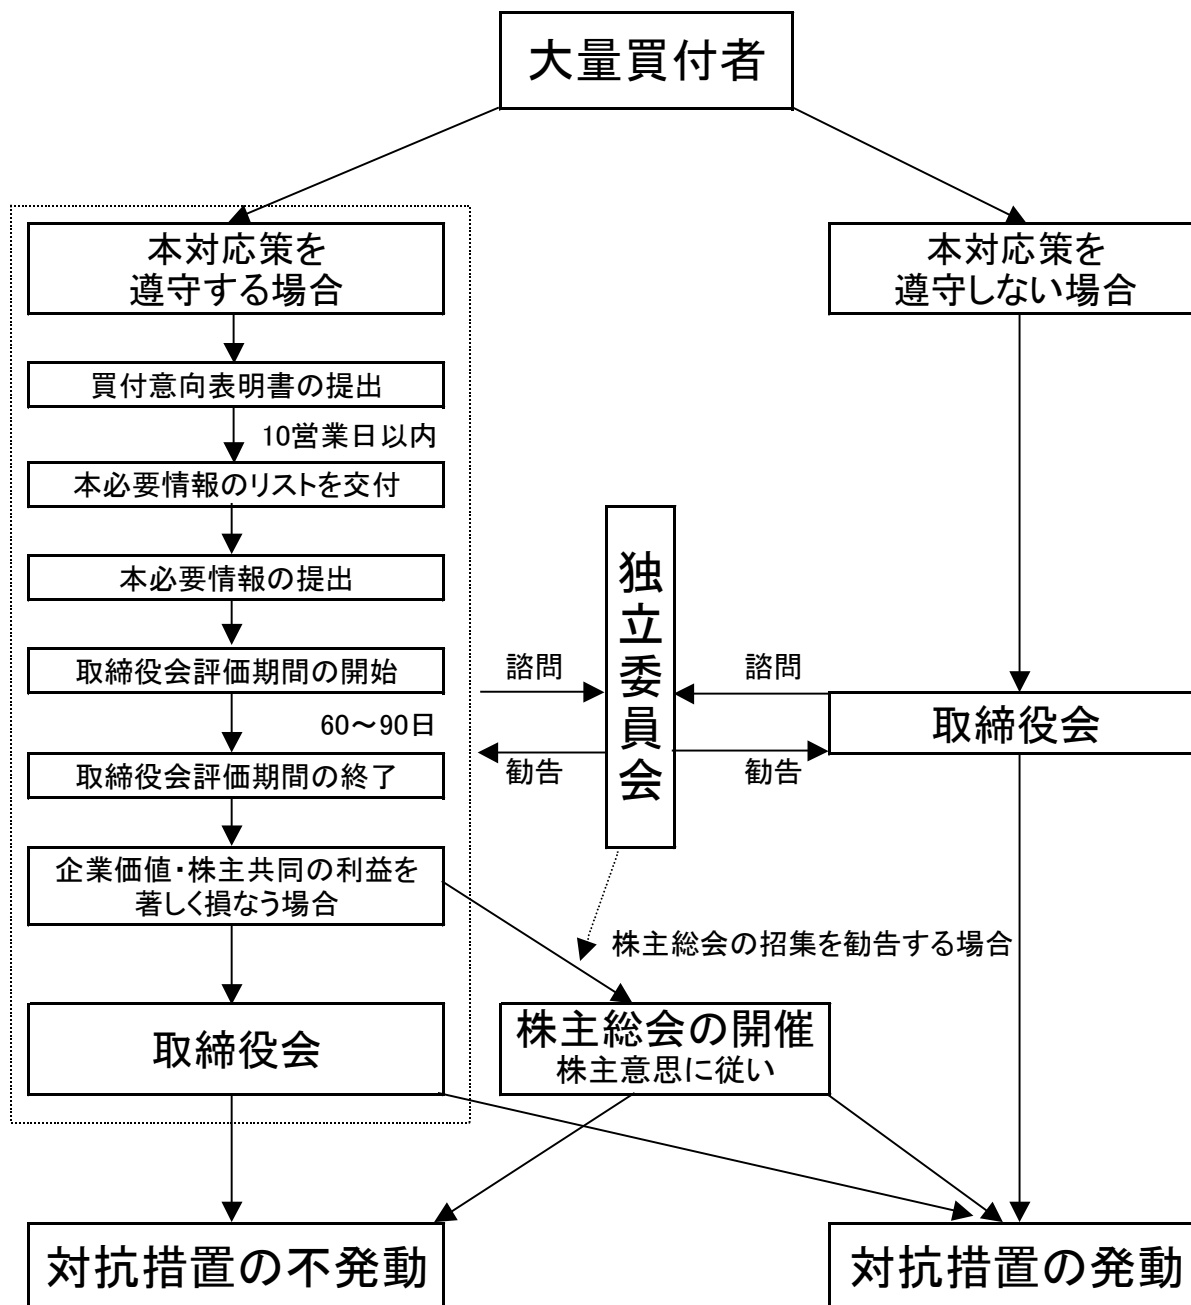 大量買付者
本対応策を
遵守する場合
本対応策を
遵守しない場合
買付意向表明書の提出
10営業日以内
本必要情報のリストを交付
本必要情報の提出
独立委員会
取締役会評価期間の開始
諮問
諮問
60～90日
取締役会
取締役会評価期間の終了
勧告
勧告
企業価値・株主共同の利益を
著しく損なう場合
株主総会の招集を勧告する場合
取締役会
株主総会の開催
株主意思に従い
対抗措置の不発動
対抗措置の発動